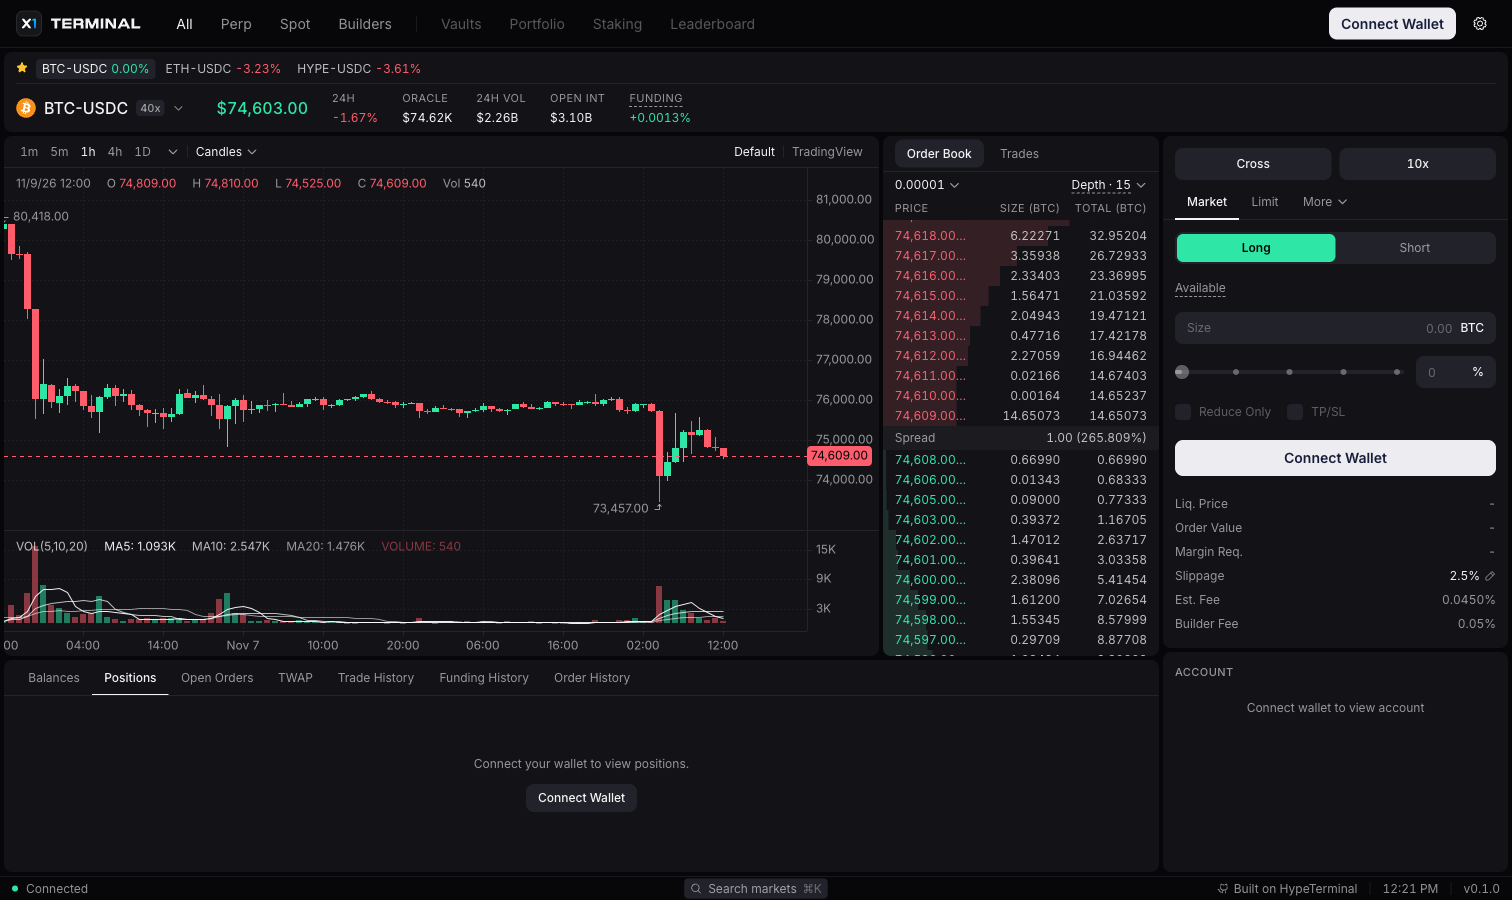 X1 TERMINAL All Perp Spot Builders Vaults Portfolio Staking Leaderboard Connect Wallet
BTC-USDC 0.00% ETH-USDC -3.23% HYPE-USDC -3.61%
BTC-USDC 40x $74,603.00
24H ORACLE 24H VOL OPEN INT FUNDING
-1.67% $74.62K $2.26B $3.10B +0.0013%
1m 5m 1h 4h 1D Candles Default TradingView
11/9/26 12:00 O 74,809.00 H 74,810.00 L 74,525.00 C 74,609.00 Vol 540
80,418.00
81,000.00
80,000.00
79,000.00
78,000.00
77,000.00
76,000.00
75,000.00
74,609.00
74,000.00
73,457.00
VOL(5,10,20) MA5: 1.093K MA10: 2.547K MA20: 1.476K VOLUME: 540
15K
9K
3K
00 04:00 14:00 Nov 7 10:00 20:00 06:00 16:00 02:00 12:00
Order Book Trades
0.00001 Depth · 15
PRICE SIZE (BTC) TOTAL (BTC)
74,618.00... 6.22271 32.95204
74,617.00... 3.35938 26.72933
74,616.00... 2.33403 23.36995
74,615.00... 1.56471 21.03592
74,614.00... 2.04943 19.47121
74,613.00... 0.47716 17.42178
74,612.00... 2.27059 16.94462
74,611.00... 0.02166 14.67403
74,610.00... 0.00164 14.65237
74,609.00... 14.65073 14.65073
Spread 1.00 (265.809%)
74,608.00... 0.66990 0.66990
74,606.00... 0.01343 0.68333
74,605.00... 0.09000 0.77333
74,603.00... 0.39372 1.16705
74,602.00... 1.47012 2.63717
74,601.00... 0.39641 3.03358
74,600.00... 2.38096 5.41454
74,599.00... 1.61200 7.02654
74,598.00... 1.55345 8.57999
74,597.00... 0.29709 8.87708
Cross 10x
Market Limit More
Long Short
Available
Size 0.00 BTC
0 %
Reduce Only TP/SL
Connect Wallet
Liq. Price -
Order Value -
Margin Req. -
Slippage 2.5%
Est. Fee 0.0450%
Builder Fee 0.05%
Balances Positions Open Orders TWAP Trade History Funding History Order History
Connect your wallet to view positions.
Connect Wallet
ACCOUNT
Connect wallet to view account
Connected Search markets ⌘K Built on HypeTerminal 12:21 PM v0.1.0